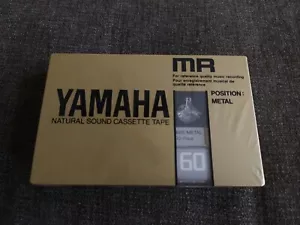 MR
For reference quality music recording
Pour enregistrement musical de
qualité référence
YAMAHA
NATURAL SOUND CASSETTE TAPE
POSITION:
METAL
METAL
60